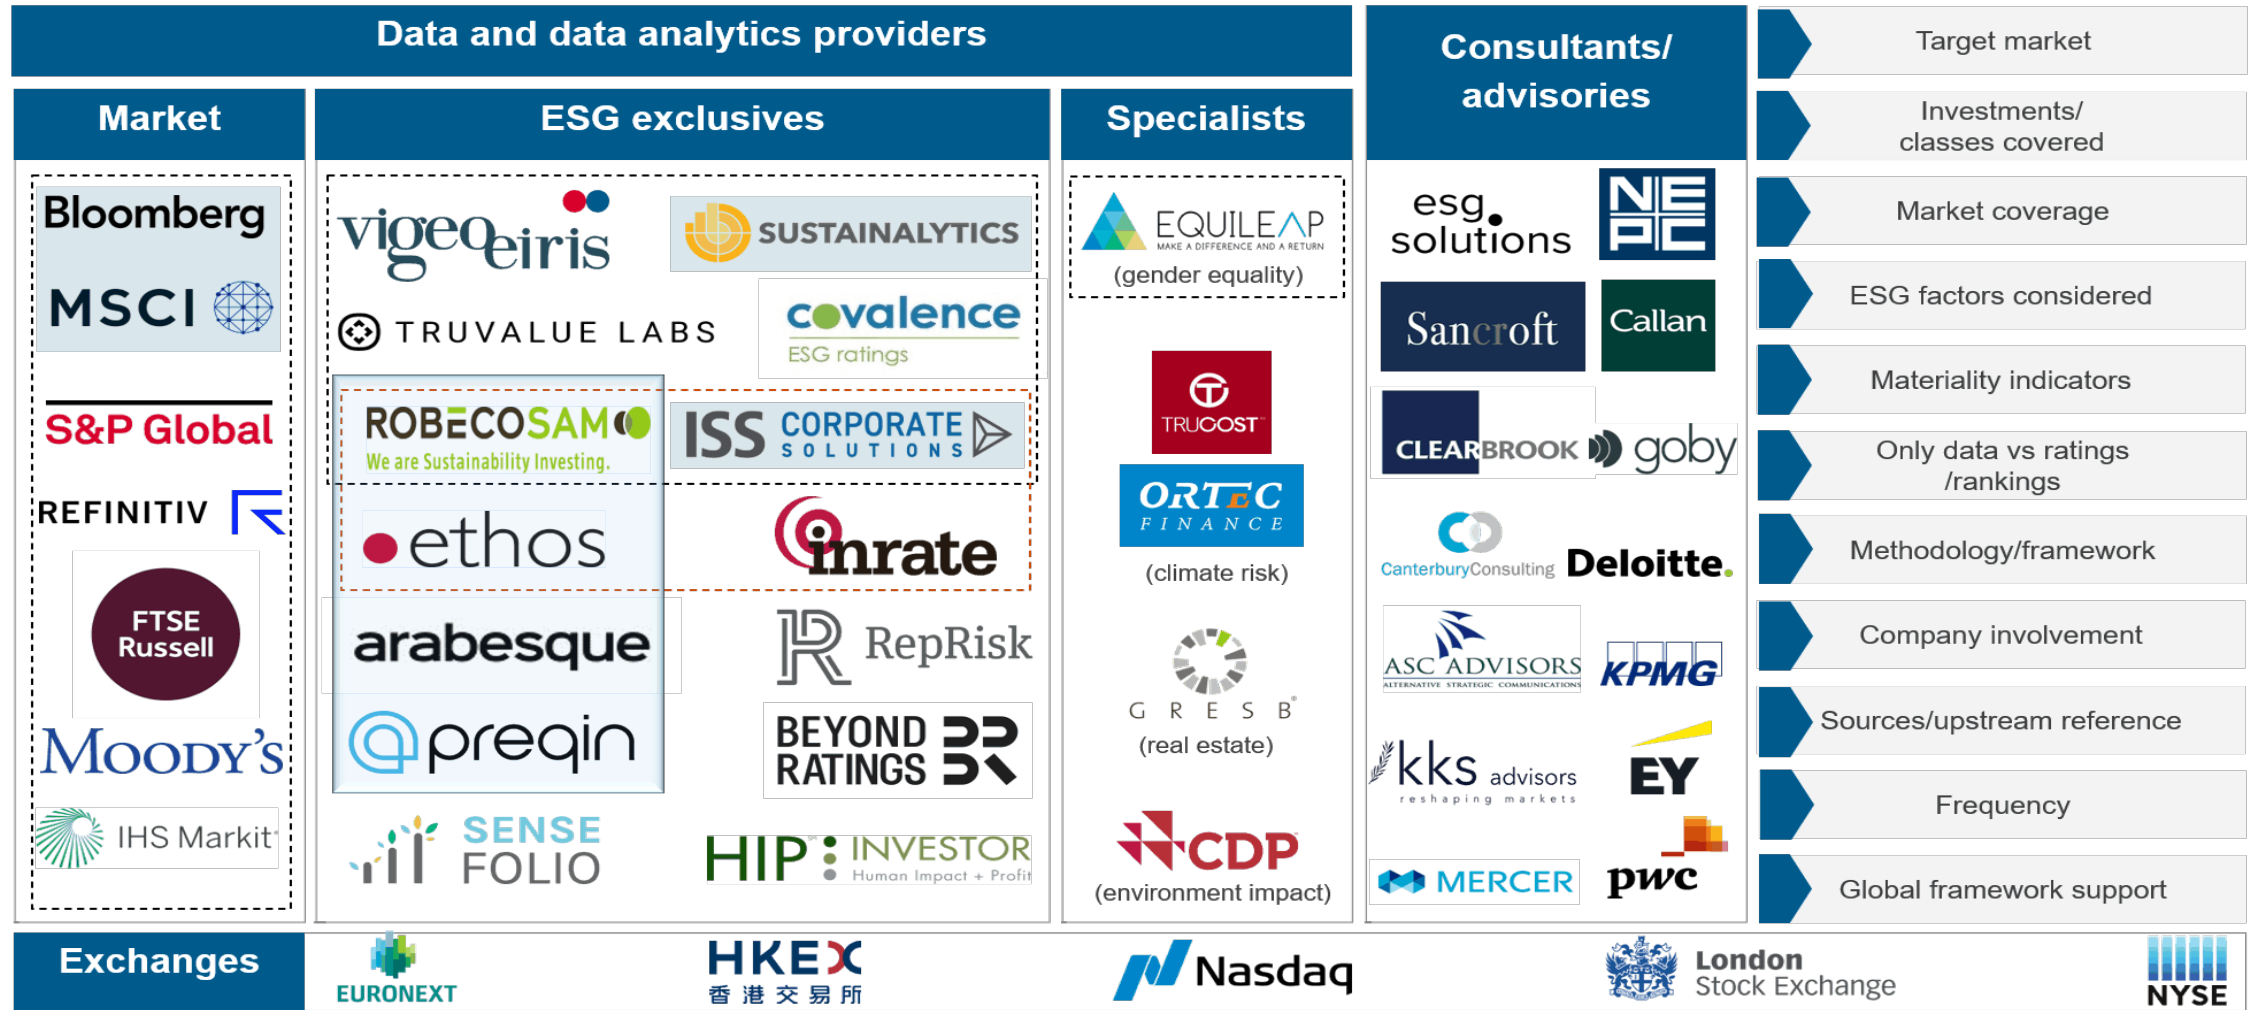 Data and data analytics providers
Market
Bloomberg
MSCI
S&P Global
REFINITIV
FTSE
Russell
MOODY'S
IHS Markit
ESG exclusives
vigeoeiris
SUSTAINALYTICS
TRUVALUE LABS
covalence
ESG ratings
ROBECOSAM
We are Sustainability Investing.
ISS CORPORATE
SOLUTIONS
ethos
inrate
arabesque
RepRisk
preqin
BEYOND
RATINGS
SENSE
FOLIO
HIP INVESTOR
Human Impact + Profit
Specialists
EQUILEAP
MAKE A DIFFERENCE AND A RETURN
(gender equality)
TRUCOST
ORTEC
FINANCE
(climate risk)
GRESB®
(real estate)
CDP
(environment impact)
Consultants/
advisories
esg.
solutions
NEPC
Sancroft
Callan
CLEARBROOK
goby
CanterburyConsulting
Deloitte.
ASC ADVISORS
ALTERNATIVE STRATEGIC COMMUNICATIONS
KPMG
kks advisors
reshaping markets
EY
MERCER
pwc
Target market
Investments/
classes covered
Market coverage
ESG factors considered
Materiality indicators
Only data vs ratings
/rankings
Methodology/framework
Company involvement
Sources/upstream reference
Frequency
Global framework support
Exchanges
EURONEXT
HKEX
香港交易所
Nasdaq
London
Stock Exchange
NYSE